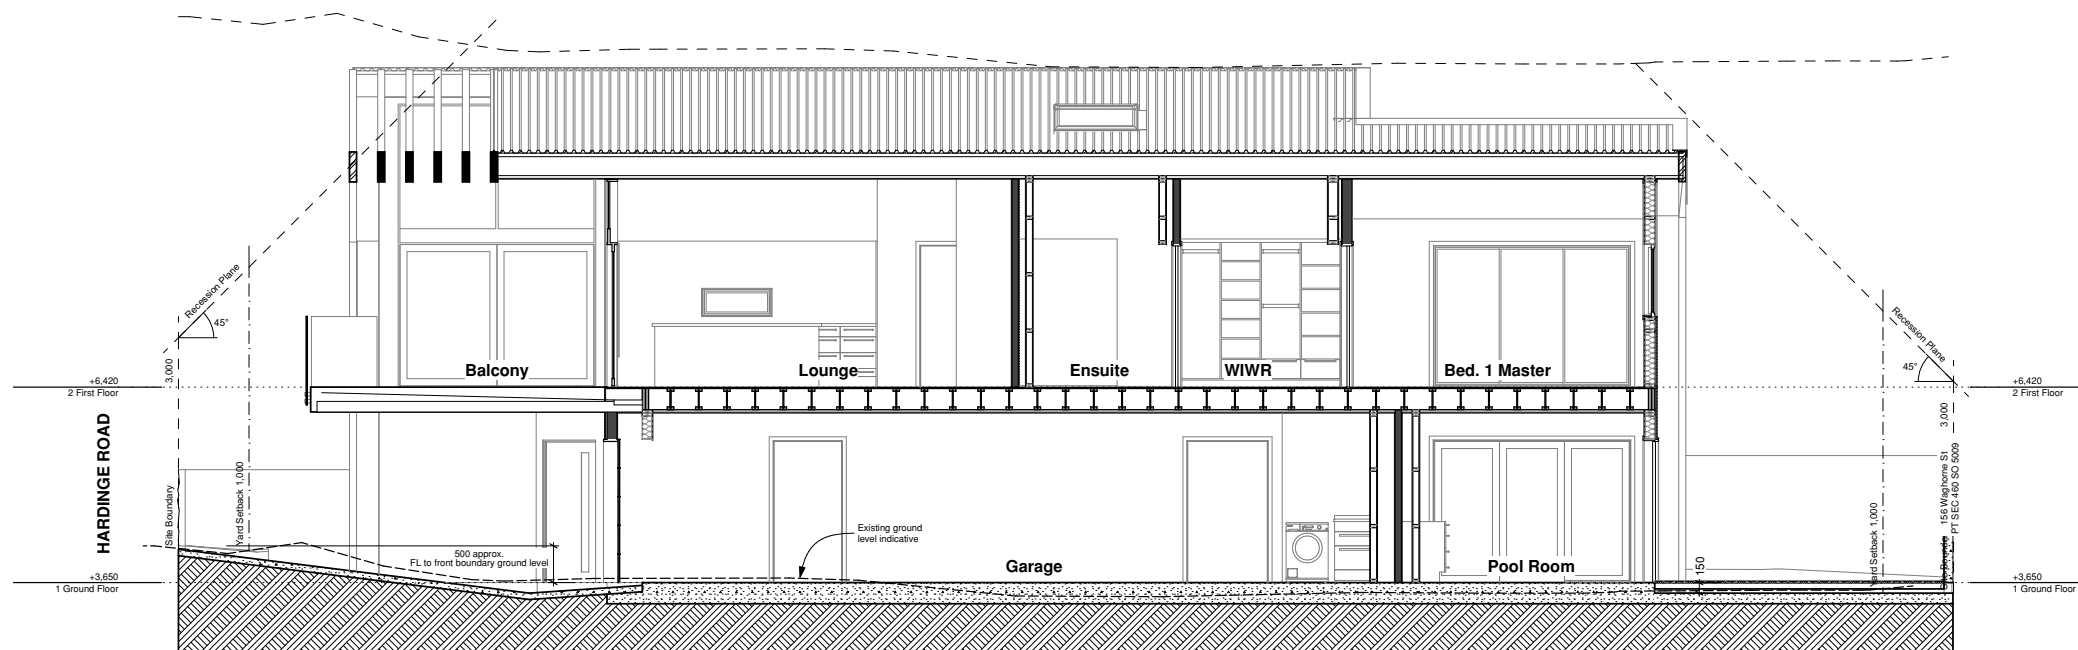 Recession Plane
45°
3,000
+6,420
2 First Floor
HARDINGE ROAD
Site Boundary
Yard Setback 1,000
+3,650
1 Ground Floor
500 approx.
FL to front boundary ground level
Balcony
Lounge
Ensuite
WIWR
Bed. 1 Master
Existing ground
level indicative
Garage
Pool Room
150
Recession Plane
45°
+6,420
2 First Floor
3,000
Yard Setback 1,000
156 Waghorne St
PT SEC 460 SO 5009
+3,650
1 Ground Floor